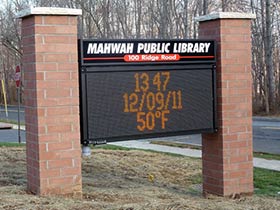 MAHWAH PUBLIC LIBRARY
100 Ridge Road
13 47
12/09/11
50°F